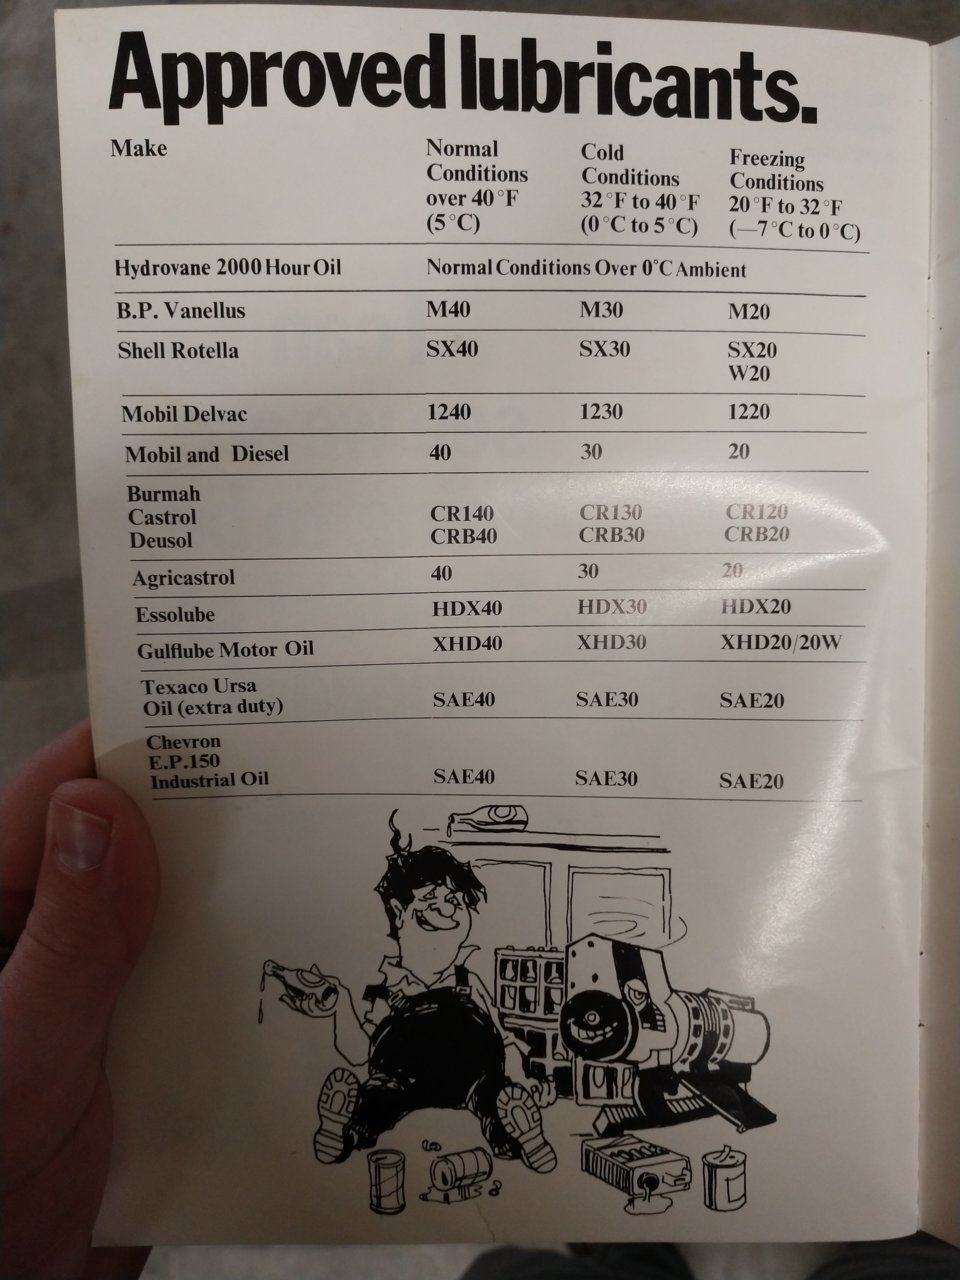 Approved lubricants.
Make
Normal
Conditions
over 40°F
(5°C)
Cold
Conditions
32°F to 40°F
(0°C to 5°C)
Freezing
Conditions
20°F to 32°F
(—7°C to 0°C)
Hydrovane 2000 Hour Oil Normal Conditions Over 0°C Ambient
B.P. Vanellus M40 M30 M20
Shell Rotella SX40 SX30 SX20
W20
Mobil Delvac 1240 1230 1220
Mobil and Diesel 40 30 20
Burmah
Castrol CR140 CR130 CR120
Deusol CRB40 CRB30 CRB20
Agricastrol 40 30 20
Essolube HDX40 HDX30 HDX20
Gulflube Motor Oil XHD40 XHD30 XHD20/20W
Texaco Ursa
Oil (extra duty) SAE40 SAE30 SAE20
Chevron
E.P.150
Industrial Oil SAE40 SAE30 SAE20